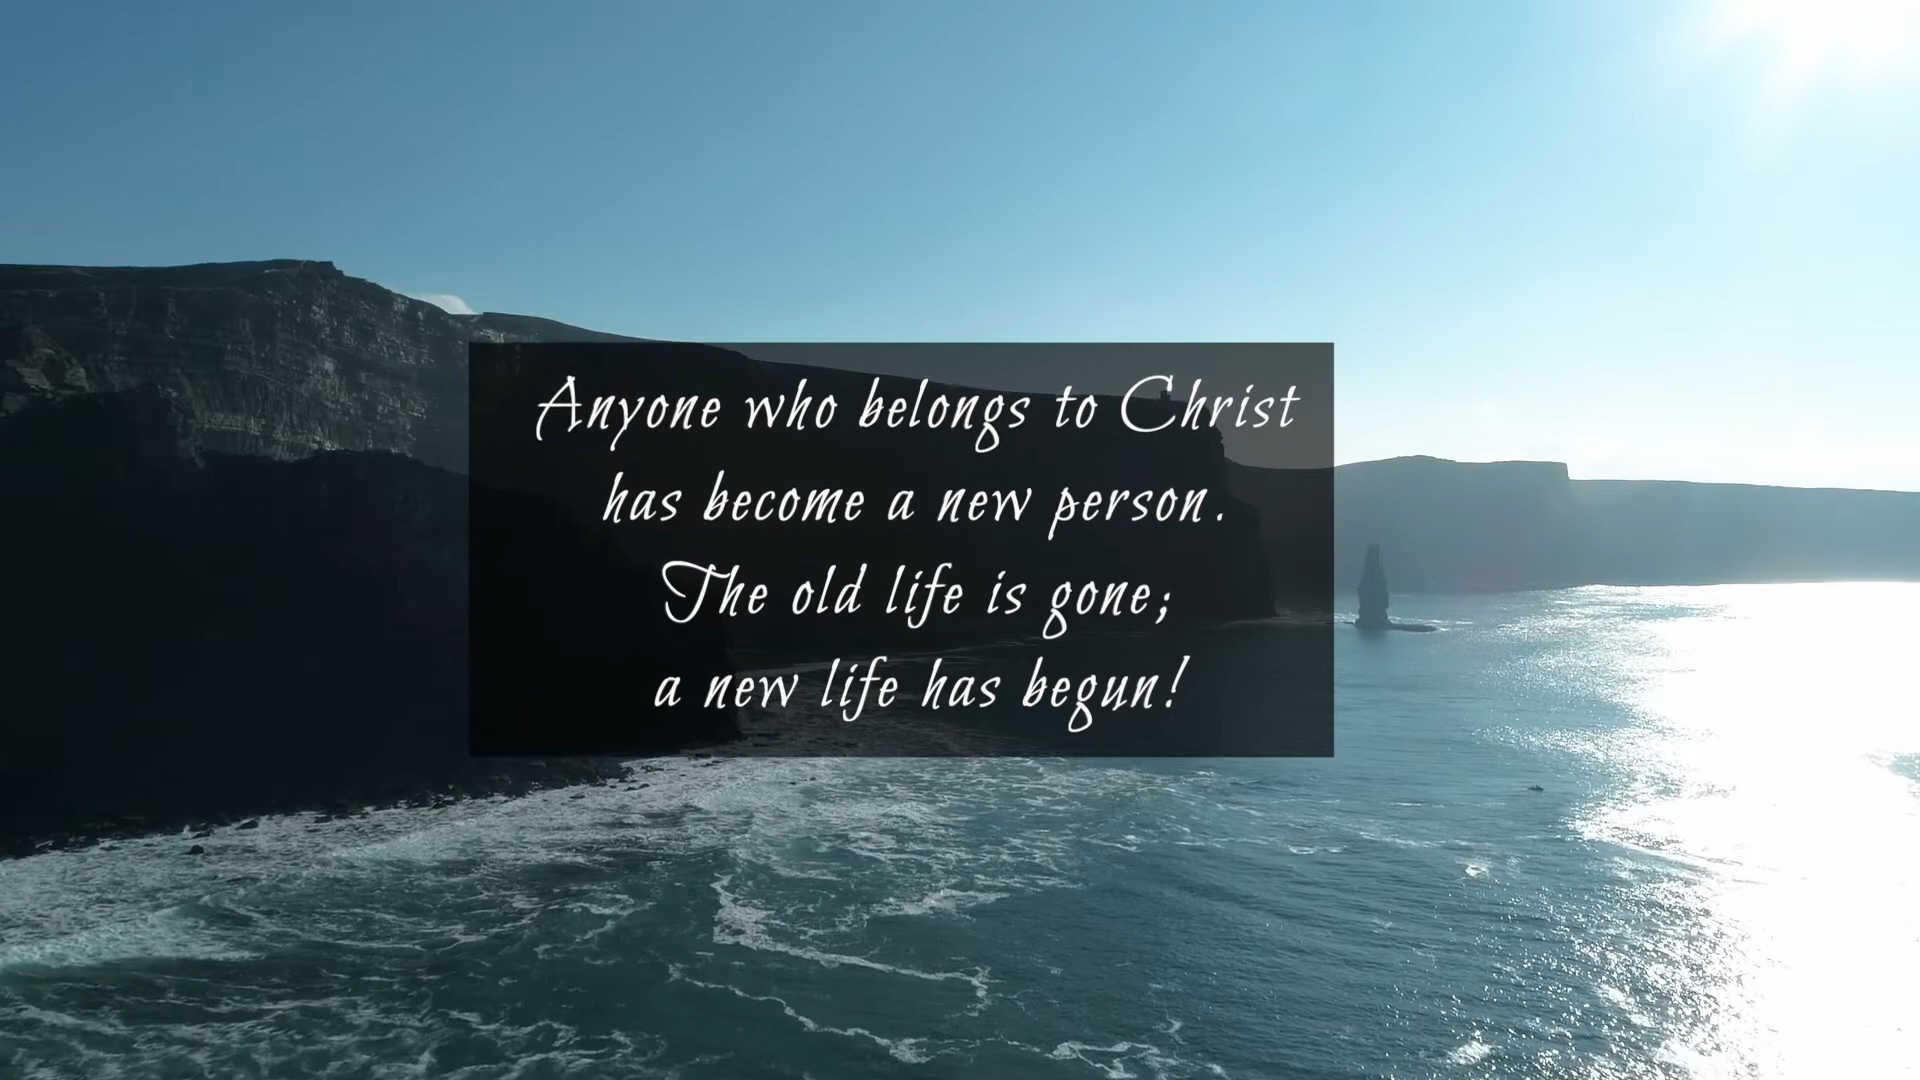 Anyone who belongs to Christ
has become a new person.
The old life is gone;
a new life has begun!